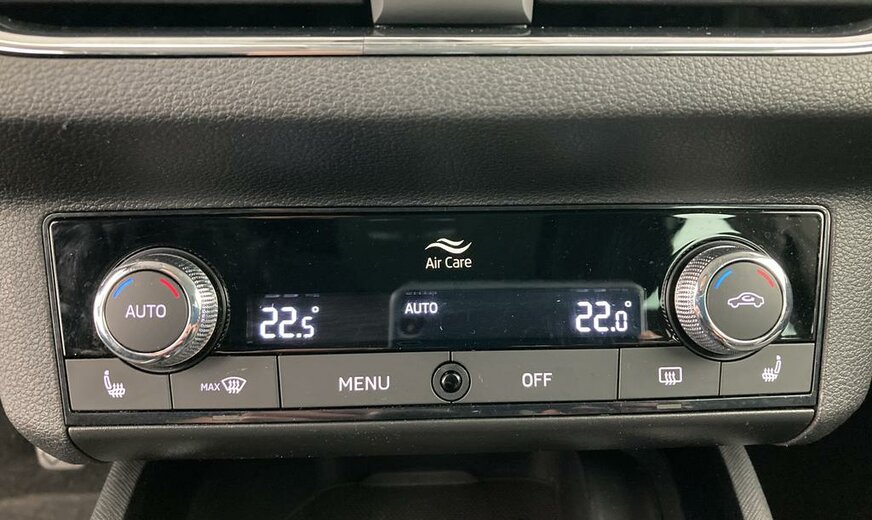 Air Care
AUTO
22.5°
AUTO
22.0°
MAX
MENU
OFF